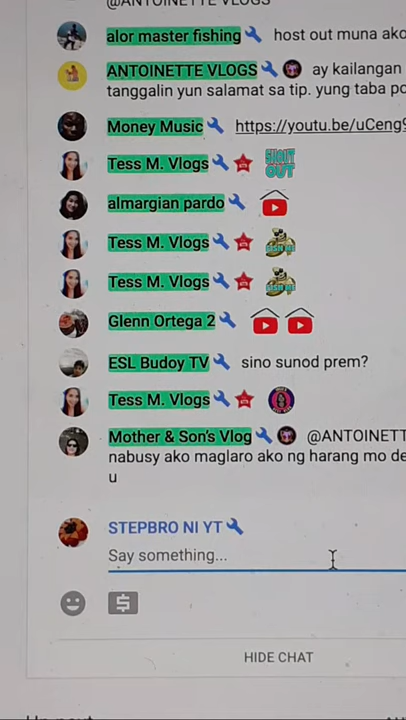 @ANTOINETTE VLOGS
alor master fishing host out muna ako
ANTOINETTE VLOGS ay kailangan
tanggalin yun salamat sa tip. yung taba po
Money Music https://youtu.be/uCeng9
Tess M. Vlogs SHOUT OUT
almargian pardo
Tess M. Vlogs
Tess M. Vlogs
Glenn Ortega 2
ESL Budoy TV sino sunod prem?
Tess M. Vlogs
Mother & Son's Vlog @ANTOINETT
nabusy ako maglaro ako ng harang mo de
u
STEPBRO NI YT
Say something...
HIDE CHAT